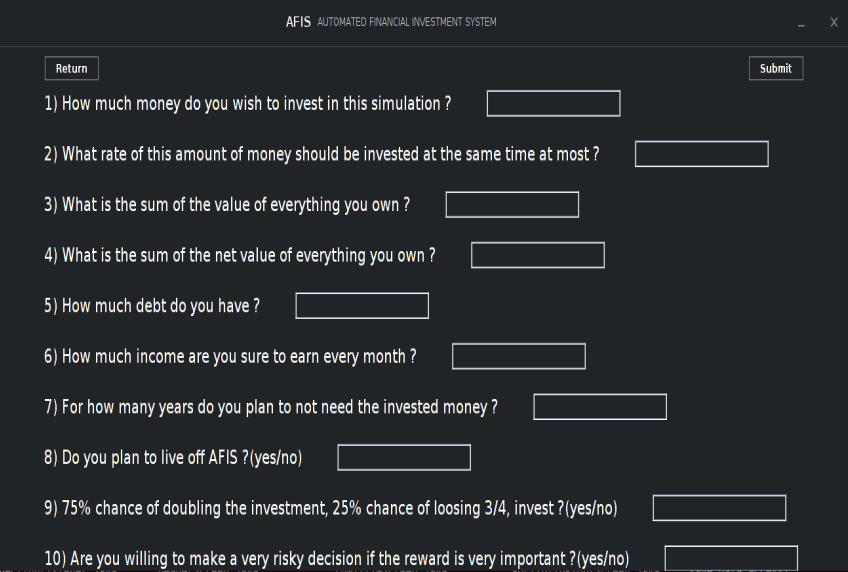 AFIS AUTOMATED FINANCIAL INVESTMENT SYSTEM _ X
Return Submit
1) How much money do you wish to invest in this simulation ?
2) What rate of this amount of money should be invested at the same time at most ?
3) What is the sum of the value of everything you own ?
4) What is the sum of the net value of everything you own ?
5) How much debt do you have ?
6) How much income are you sure to earn every month ?
7) For how many years do you plan to not need the invested money ?
8) Do you plan to live off AFIS ?(yes/no)
9) 75% chance of doubling the investment, 25% chance of loosing 3/4, invest ?(yes/no)
10) Are you willing to make a very risky decision if the reward is very important ?(yes/no)